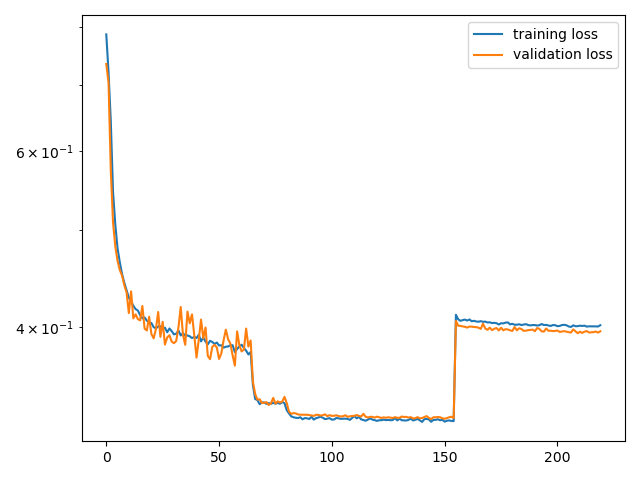 training loss
validation loss
6 × 10⁻¹
4 × 10⁻¹
0 50 100 150 200